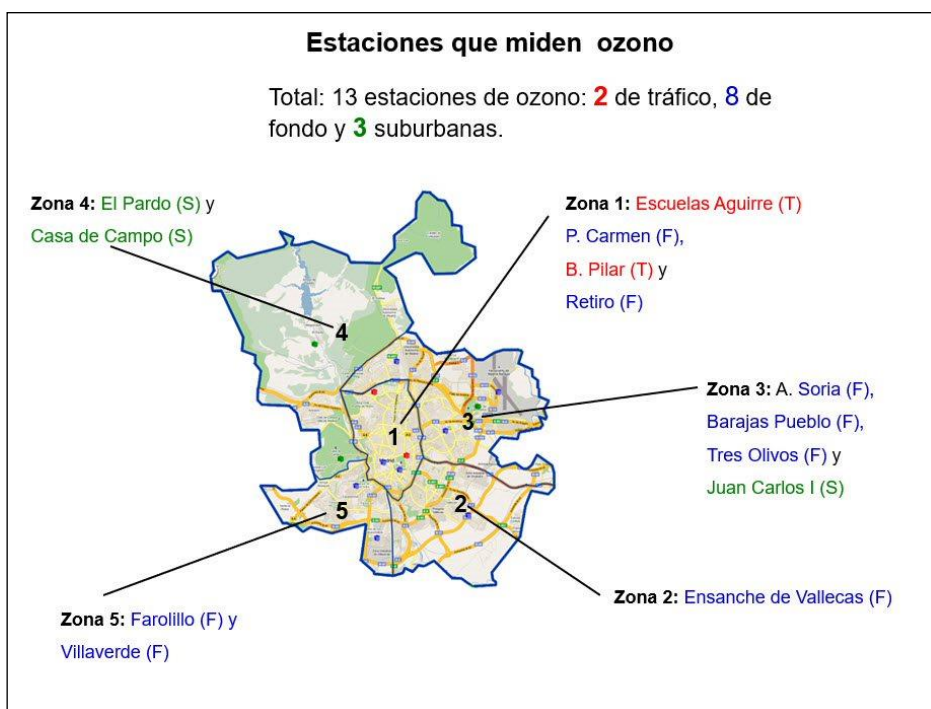 Estaciones que miden ozono
Total: 13 estaciones de ozono: 2 de tráfico, 8 de
fondo y 3 suburbanas.
Zona 4: El Pardo (S) y
Casa de Campo (S)
Zona 1: Escuelas Aguirre (T)
P. Carmen (F),
B. Pilar (T) y
Retiro (F)
4
Zona 3: A. Soria (F),
Barajas Pueblo (F),
Tres Olivos (F) y
Juan Carlos I (S)
3
1
2
5
Zona 2: Ensanche de Vallecas (F)
Zona 5: Farolillo (F) y
Villaverde (F)